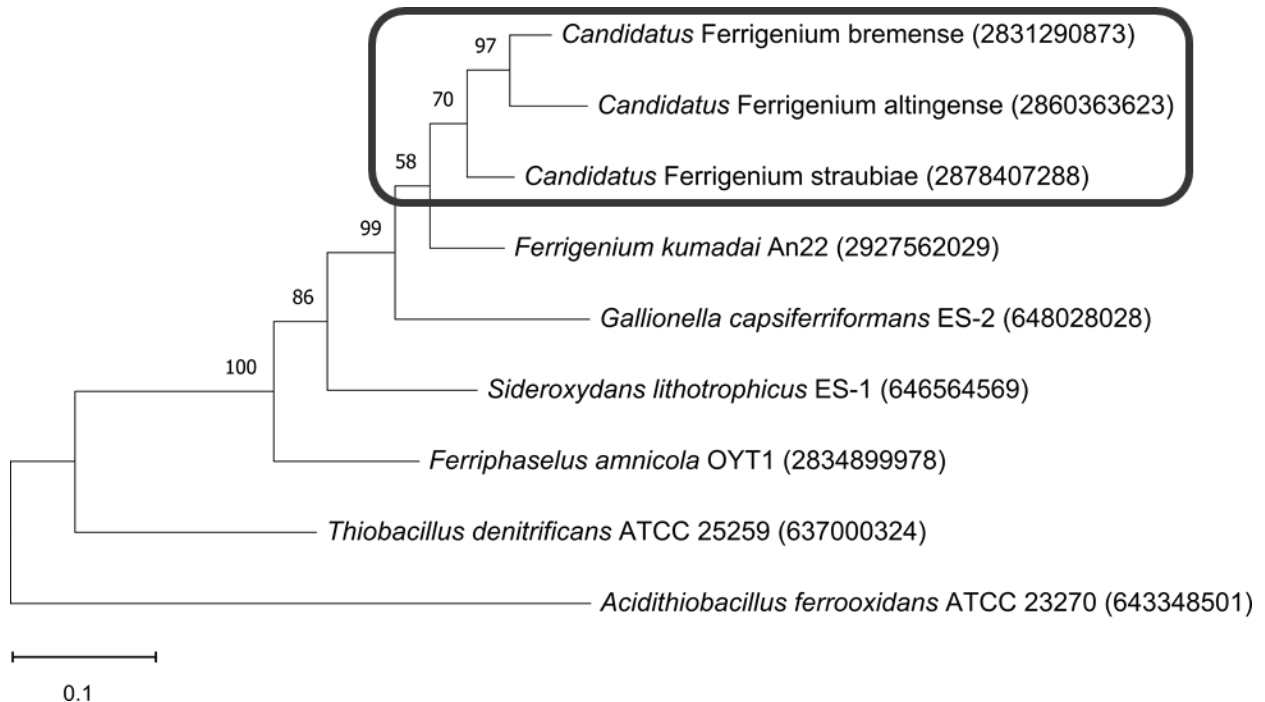 97
Candidatus Ferrigenium bremense (2831290873)
70
Candidatus Ferrigenium altingense (2860363623)
58
Candidatus Ferrigenium straubiae (2878407288)
99
Ferrigenium kumadai An22 (2927562029)
86
Gallionella capsiferriformans ES-2 (648028028)
100
Sideroxydans lithotrophicus ES-1 (646564569)
Ferriphaselus amnicola OYT1 (2834899978)
Thiobacillus denitrificans ATCC 25259 (637000324)
Acidithiobacillus ferrooxidans ATCC 23270 (643348501)
0.1